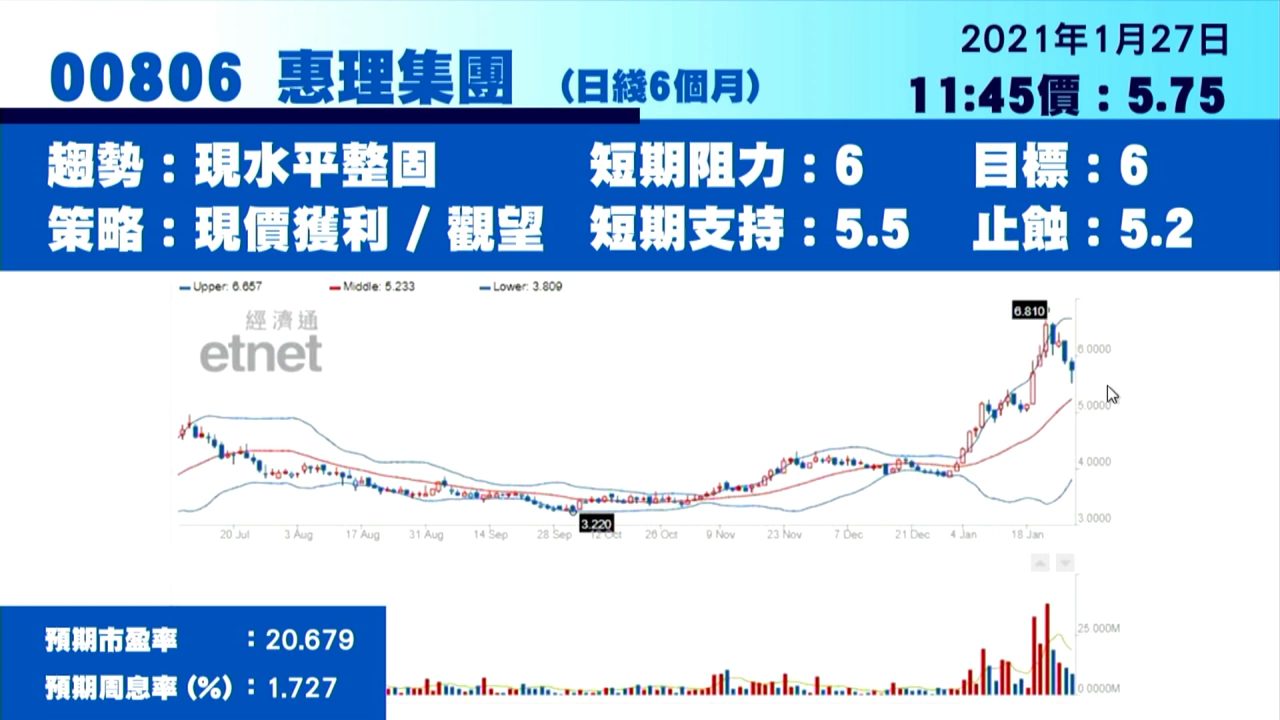 00806 惠理集團 (日綫6個月)
2021年1月27日
11:45價：5.75
趨勢：現水平整固 短期阻力：6 目標：6
策略：現價獲利 / 觀望 短期支持：5.5 止蝕：5.2
Upper: 6.657 Middle: 5.233 Lower: 3.809
經濟通
etnet
6.810
6.0000
5.0000
4.0000
3.0000
3.220
20 Jul 3 Aug 17 Aug 31 Aug 14 Sep 28 Sep 12 Oct 26 Oct 9 Nov 23 Nov 7 Dec 21 Dec 4 Jan 18 Jan
25 000M
0 0000M
預期市盈率 ：20.679
預期周息率 (%)：1.727